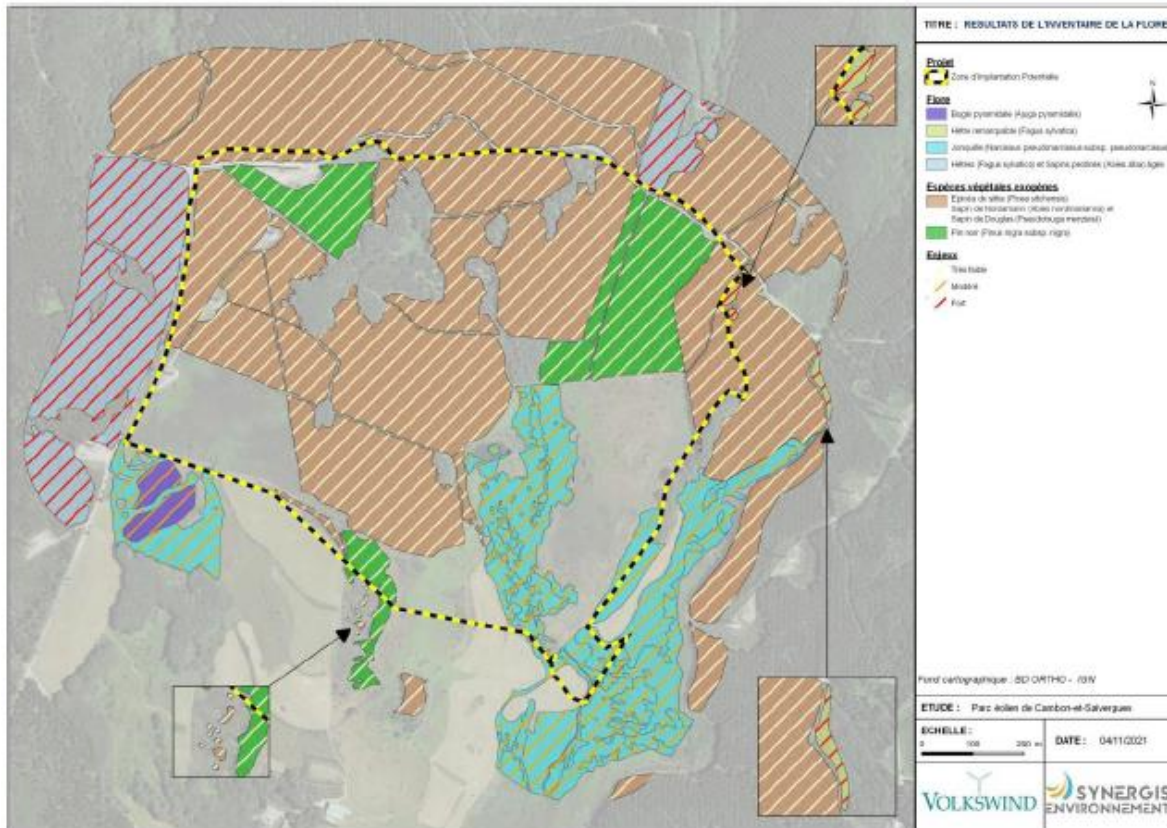 TITRE : RESULTATS DE L'INVENTAIRE DE LA FLORE
Projet
Zone d'Implantation Potentielle
N
Flore
Bugle pyramidale (Ajuga pyramidalis)
Hêtre remarquable (Fagus sylvatica)
Jonquille (Narcissus pseudonarcissus subsp. pseudonarcissus)
Hêtres (Fagus sylvatica) et Sapins pectinés (Abies alba) âgés
Espèces végétales exogènes
Epicéa de sitka (Picea sitchensis)
Sapin de Nordmann (Abies nordmanniana) et
Sapin de Douglas (Pseudotsuga menziesii)
Pin noir (Pinus nigra subsp. nigra)
Enjeux
Très faible
Modéré
Fort
Fond cartographique : BD ORTHO - IGN
ETUDE : Parc éolien de Cambon-et-Salvergues
ECHELLE :
0 100 200 m
DATE : 04/11/2021
VOLKSWIND
SYNERGIS
ENVIRONNEMENT